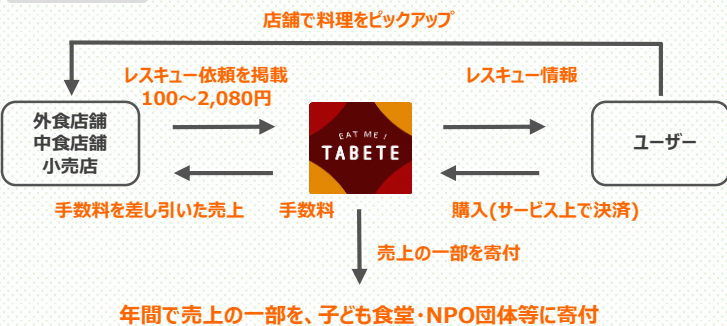 店舗で料理をピックアップ
レスキュー依頼を掲載
100～2,080円
レスキュー情報
外食店舗
中食店舗
小売店
EAT ME!
TABETE
ユーザー
手数料を差し引いた売上
手数料
購入(サービス上で決済)
売上の一部を寄付
年間で売上の一部を、子ども食堂・NPO団体等に寄付